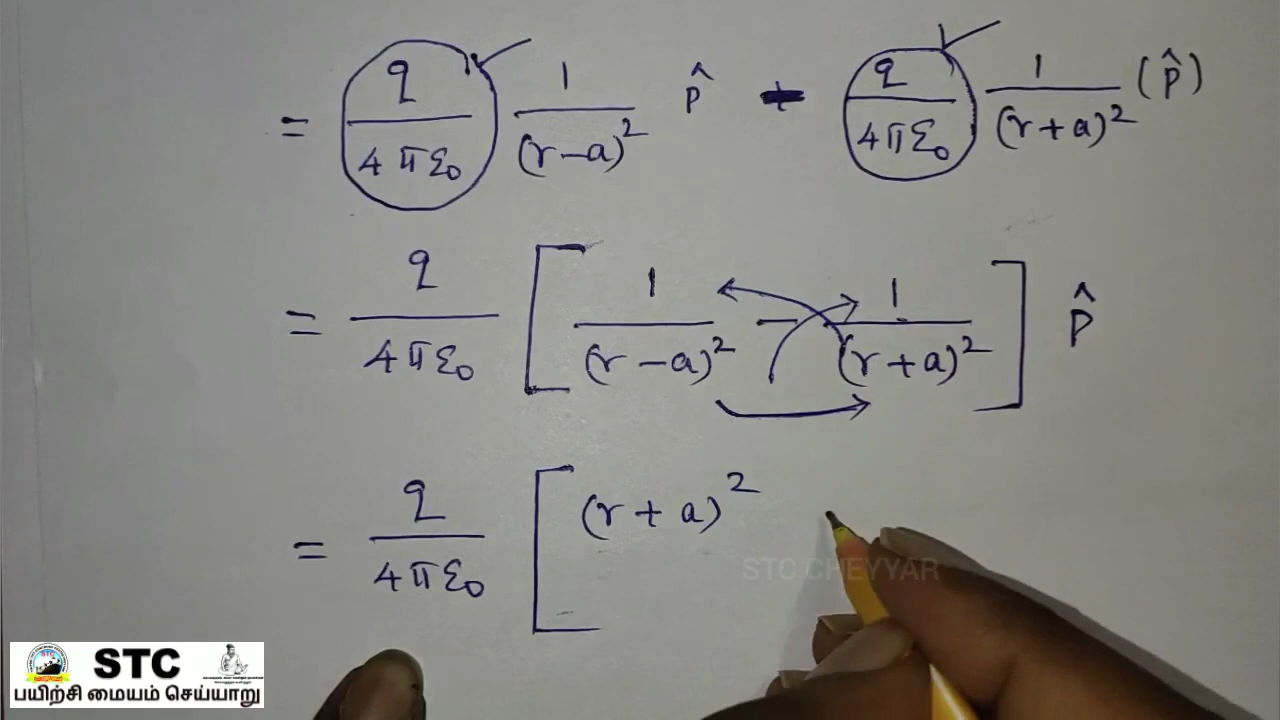 = q/4πε₀ 1/(r-a)² p̂ - q/4πε₀ 1/(r+a)² (p̂)
= q/4πε₀ [ 1/(r-a)² - 1/(r+a)² ] p̂
= q/4πε₀ [ (r+a)²
STC CHEYYAR
STC
பயிற்சி மையம் செய்யாறு